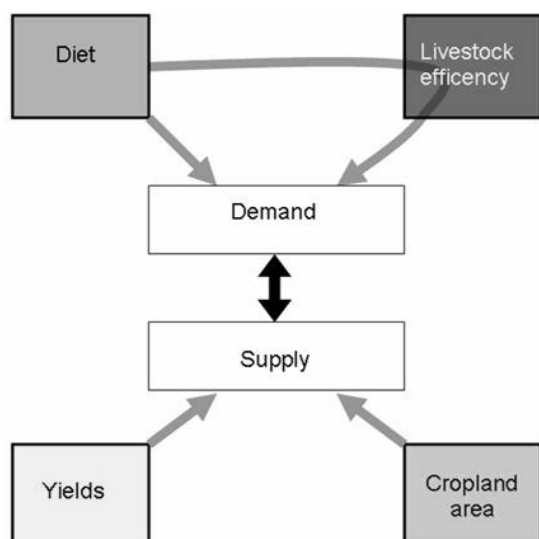 Diet
Livestock
efficency
Demand
Supply
Yields
Cropland
area